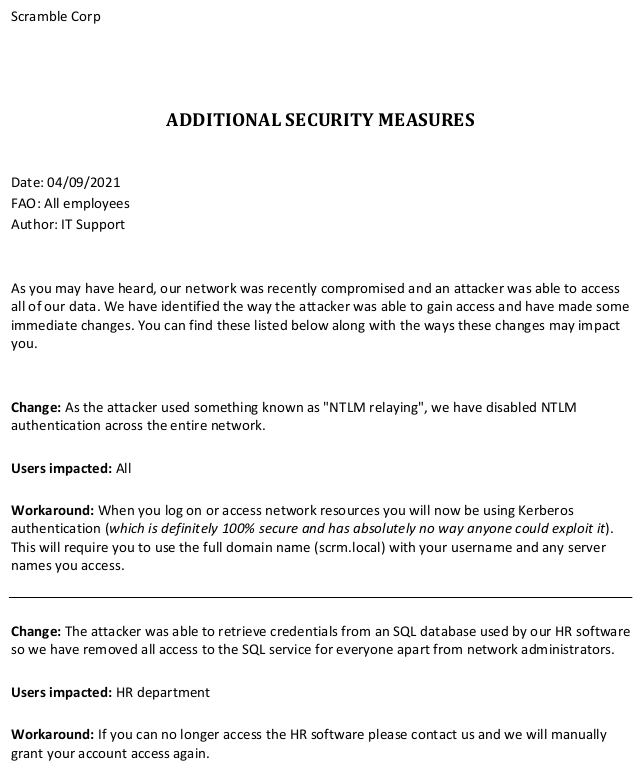 Scramble Corp
ADDITIONAL SECURITY MEASURES
Date: 04/09/2021
FAO: All employees
Author: IT Support
As you may have heard, our network was recently compromised and an attacker was able to access
all of our data. We have identified the way the attacker was able to gain access and have made some
immediate changes. You can find these listed below along with the ways these changes may impact
you.
Change: As the attacker used something known as "NTLM relaying", we have disabled NTLM
authentication across the entire network.
Users impacted: All
Workaround: When you log on or access network resources you will now be using Kerberos
authentication (which is definitely 100% secure and has absolutely no way anyone could exploit it).
This will require you to use the full domain name (scrm.local) with your username and any server
names you access.
Change: The attacker was able to retrieve credentials from an SQL database used by our HR software
so we have removed all access to the SQL service for everyone apart from network administrators.
Users impacted: HR department
Workaround: If you can no longer access the HR software please contact us and we will manually
grant your account access again.